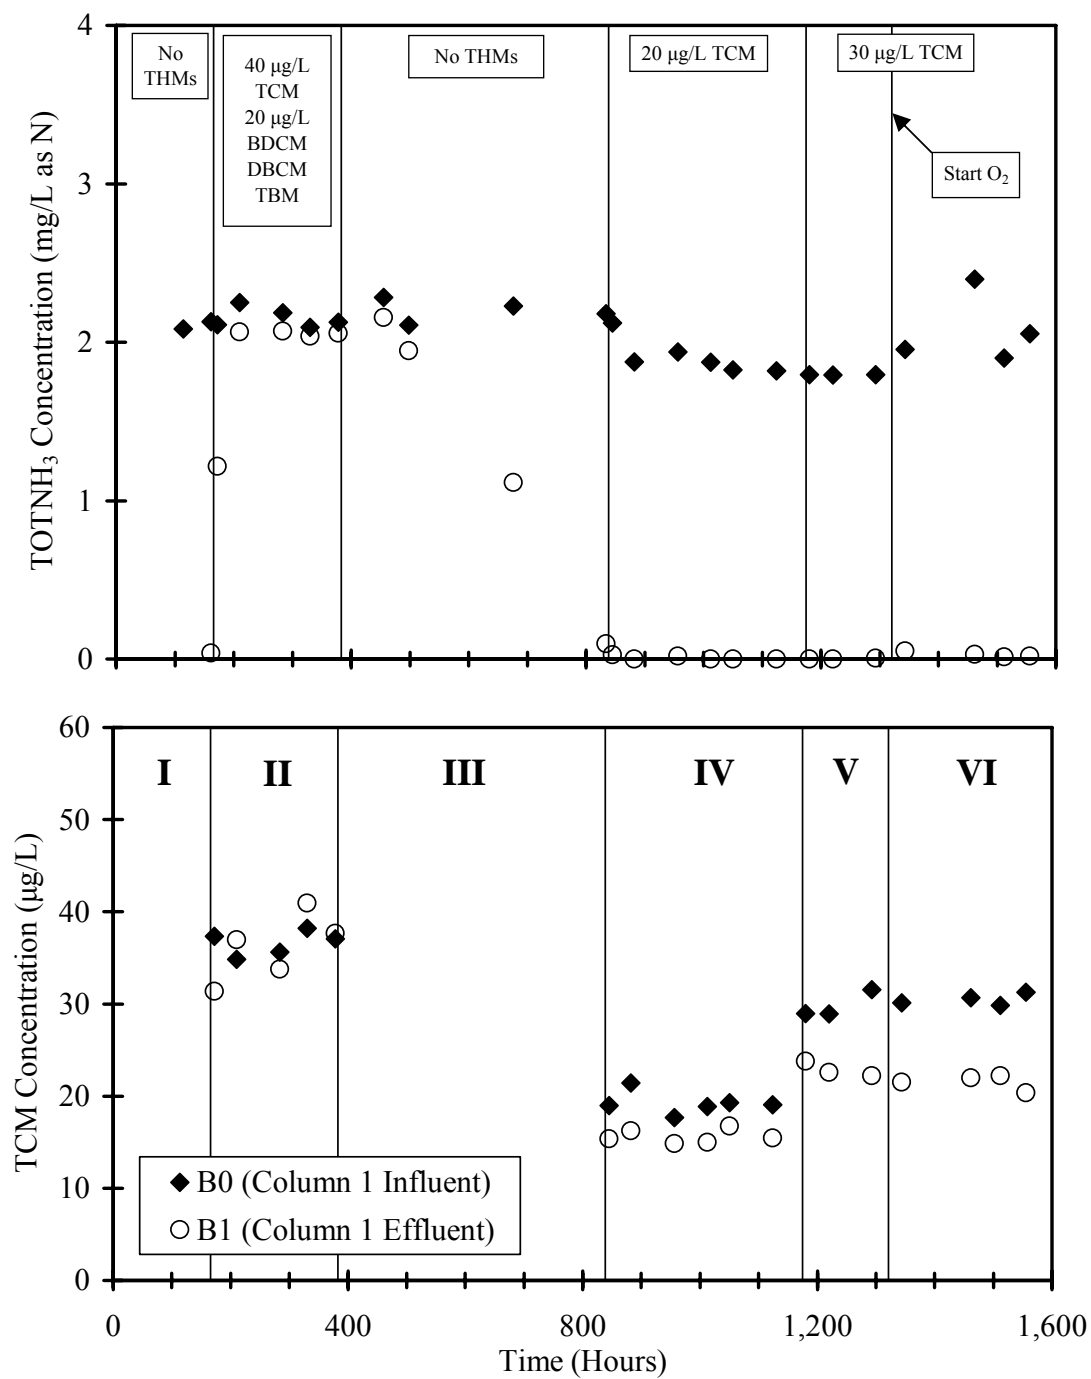 4
3
2
1
0
TOTNH₃ Concentration (mg/L as N)
No
THMs
40 μg/L
TCM
20 μg/L
BDCM
DBCM
TBM
No THMs
20 μg/L TCM
30 μg/L TCM
Start O₂
60
50
40
30
20
10
0
TCM Concentration (μg/L)
I
II
III
IV
V
VI
B0 (Column 1 Influent)
B1 (Column 1 Effluent)
0
400
800
1,200
1,600
Time (Hours)